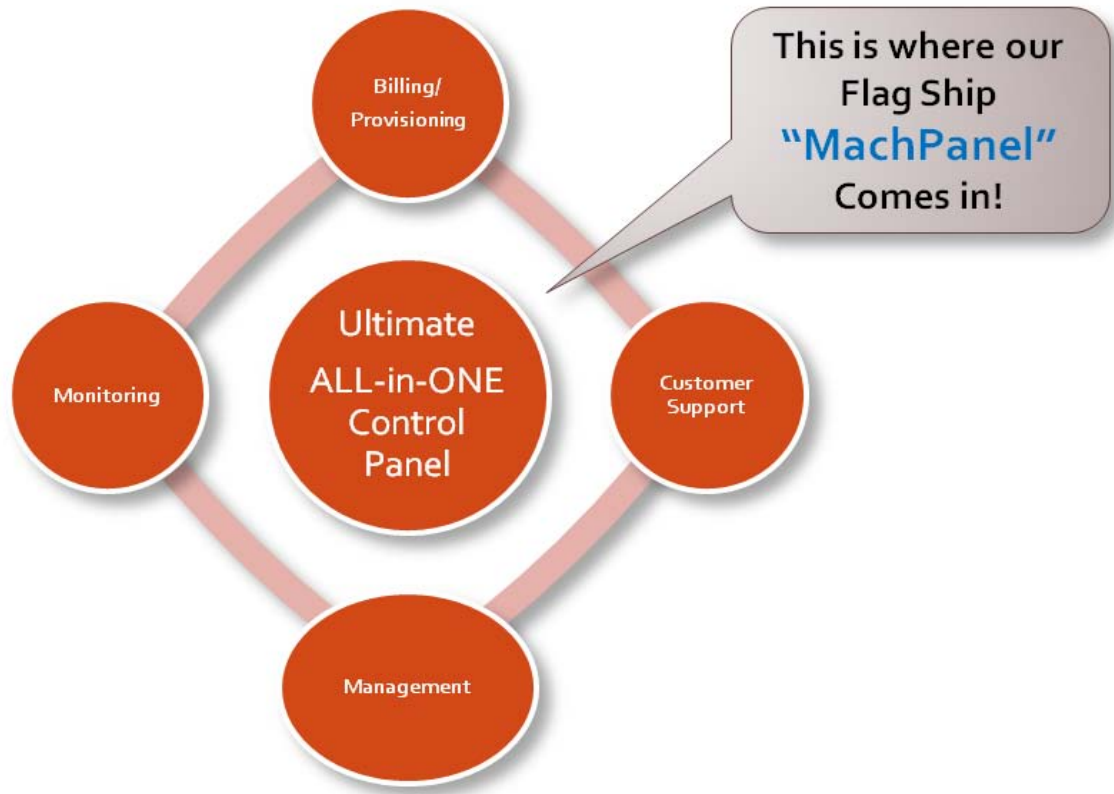 Billing/
Provisioning
This is where our
Flag Ship
“MachPanel”
Comes in!
Monitoring
Ultimate
ALL-in-ONE
Control
Panel
Customer
Support
Management